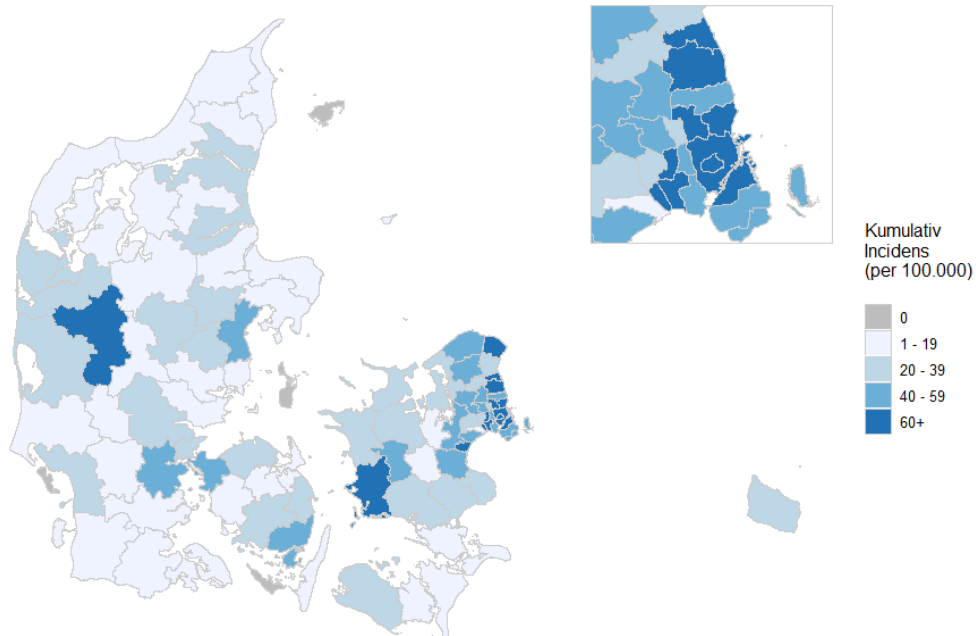 Kumulativ
Incidens
(per 100.000)
0
1 - 19
20 - 39
40 - 59
60+